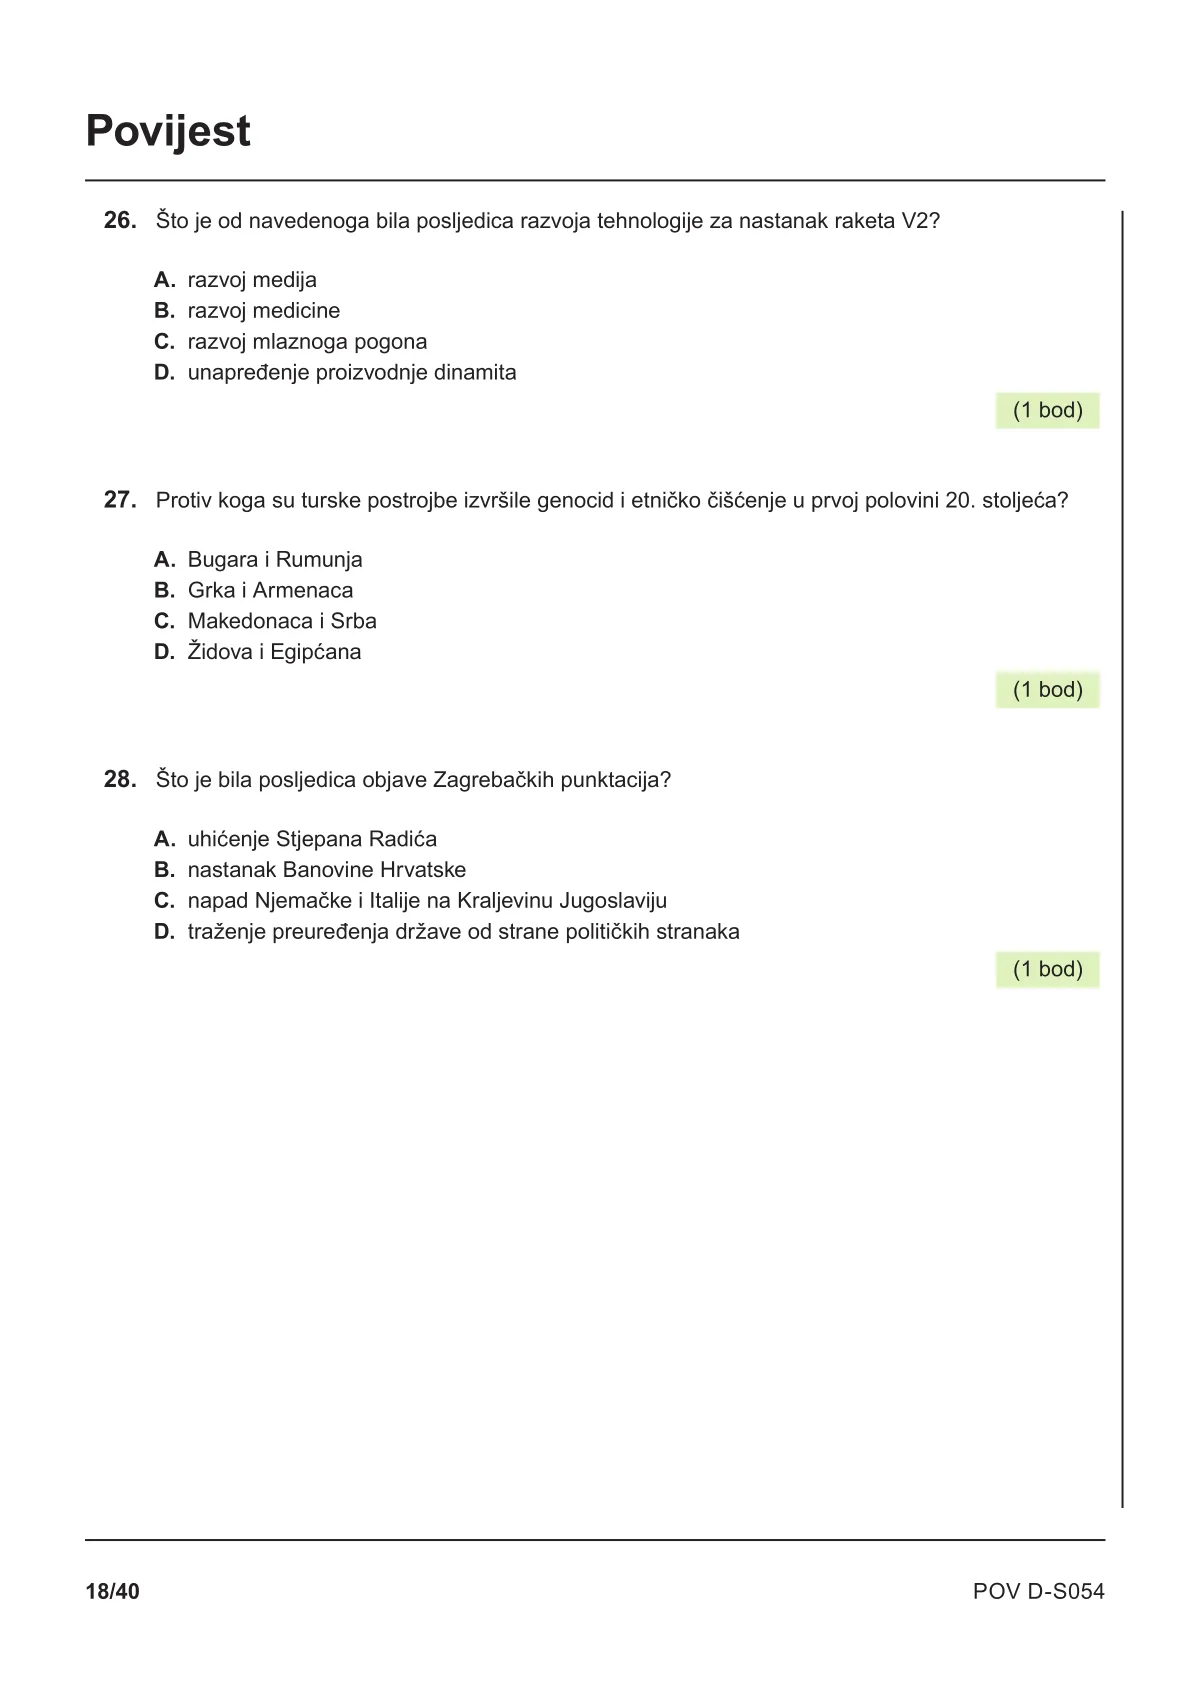 Povijest
26. Što je od navedenoga bila posljedica razvoja tehnologije za nastanak raketa V2?
A. razvoj medija
B. razvoj medicine
C. razvoj mlaznoga pogona
D. unapređenje proizvodnje dinamita
(1 bod)
27. Protiv koga su turske postrojbe izvršile genocid i etničko čišćenje u prvoj polovini 20. stoljeća?
A. Bugara i Rumunja
B. Grka i Armenaca
C. Makedonaca i Srba
D. Židova i Egipćana
(1 bod)
28. Što je bila posljedica objave Zagrebačkih punktacija?
A. uhićenje Stjepana Radića
B. nastanak Banovine Hrvatske
C. napad Njemačke i Italije na Kraljevinu Jugoslaviju
D. traženje preuređenja države od strane političkih stranaka
(1 bod)
18/40
POV D-S054